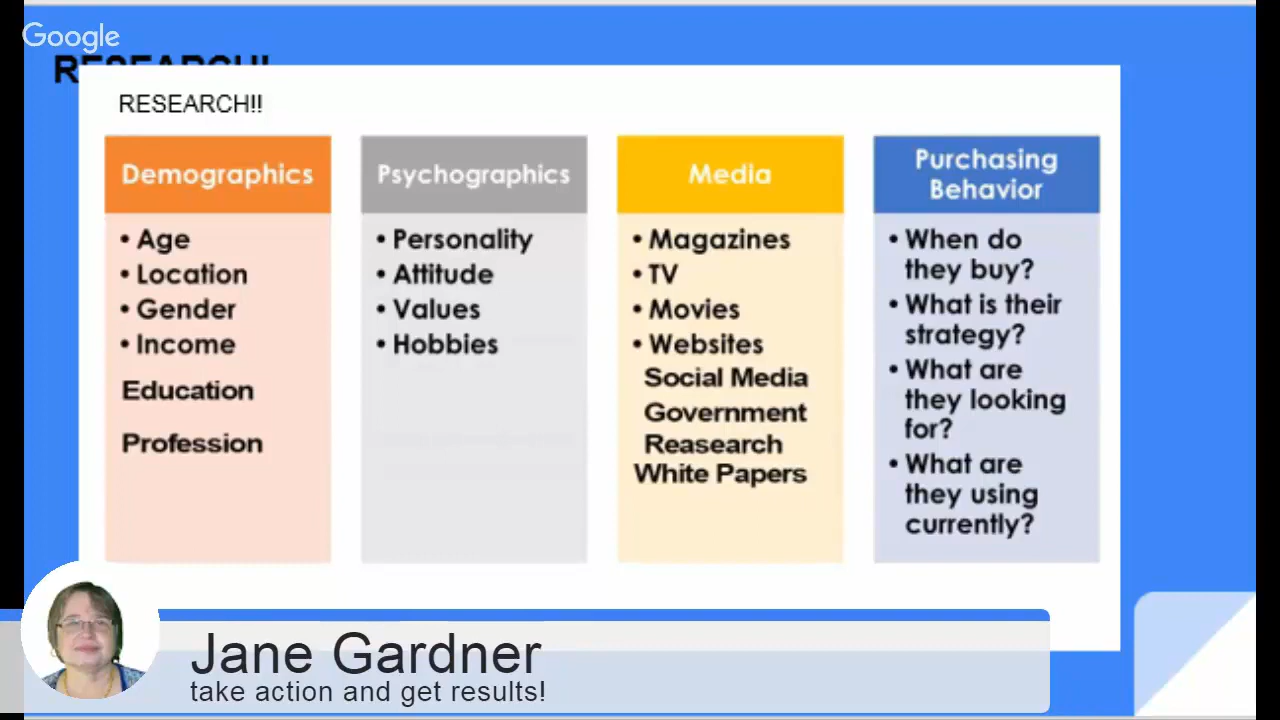 Google
RESEARCH!!
RESEARCH!!
Demographics
• Age
• Location
• Gender
• Income
Education
Profession
Psychographics
• Personality
• Attitude
• Values
• Hobbies
Media
• Magazines
• TV
• Movies
• Websites
Social Media
Government
Reasearch
White Papers
Purchasing
Behavior
• When do
they buy?
• What is their
strategy?
• What are
they looking
for?
• What are
they using
currently?
Jane Gardner
take action and get results!